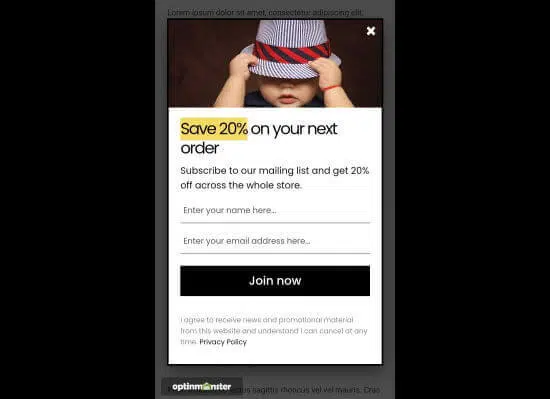 Lorem ipsum dolor sit amet, consectetur adipiscing elit.
Save 20% on your next
order
Subscribe to our mailing list and get 20%
off across the whole store.
Enter your name here...
Enter your email address here...
Join now
I agree to receive news and promotional material
from this website and understand I can cancel at any
time. Privacy Policy
optinmonster
sagittis rhoncus vel vel mauris. Cras